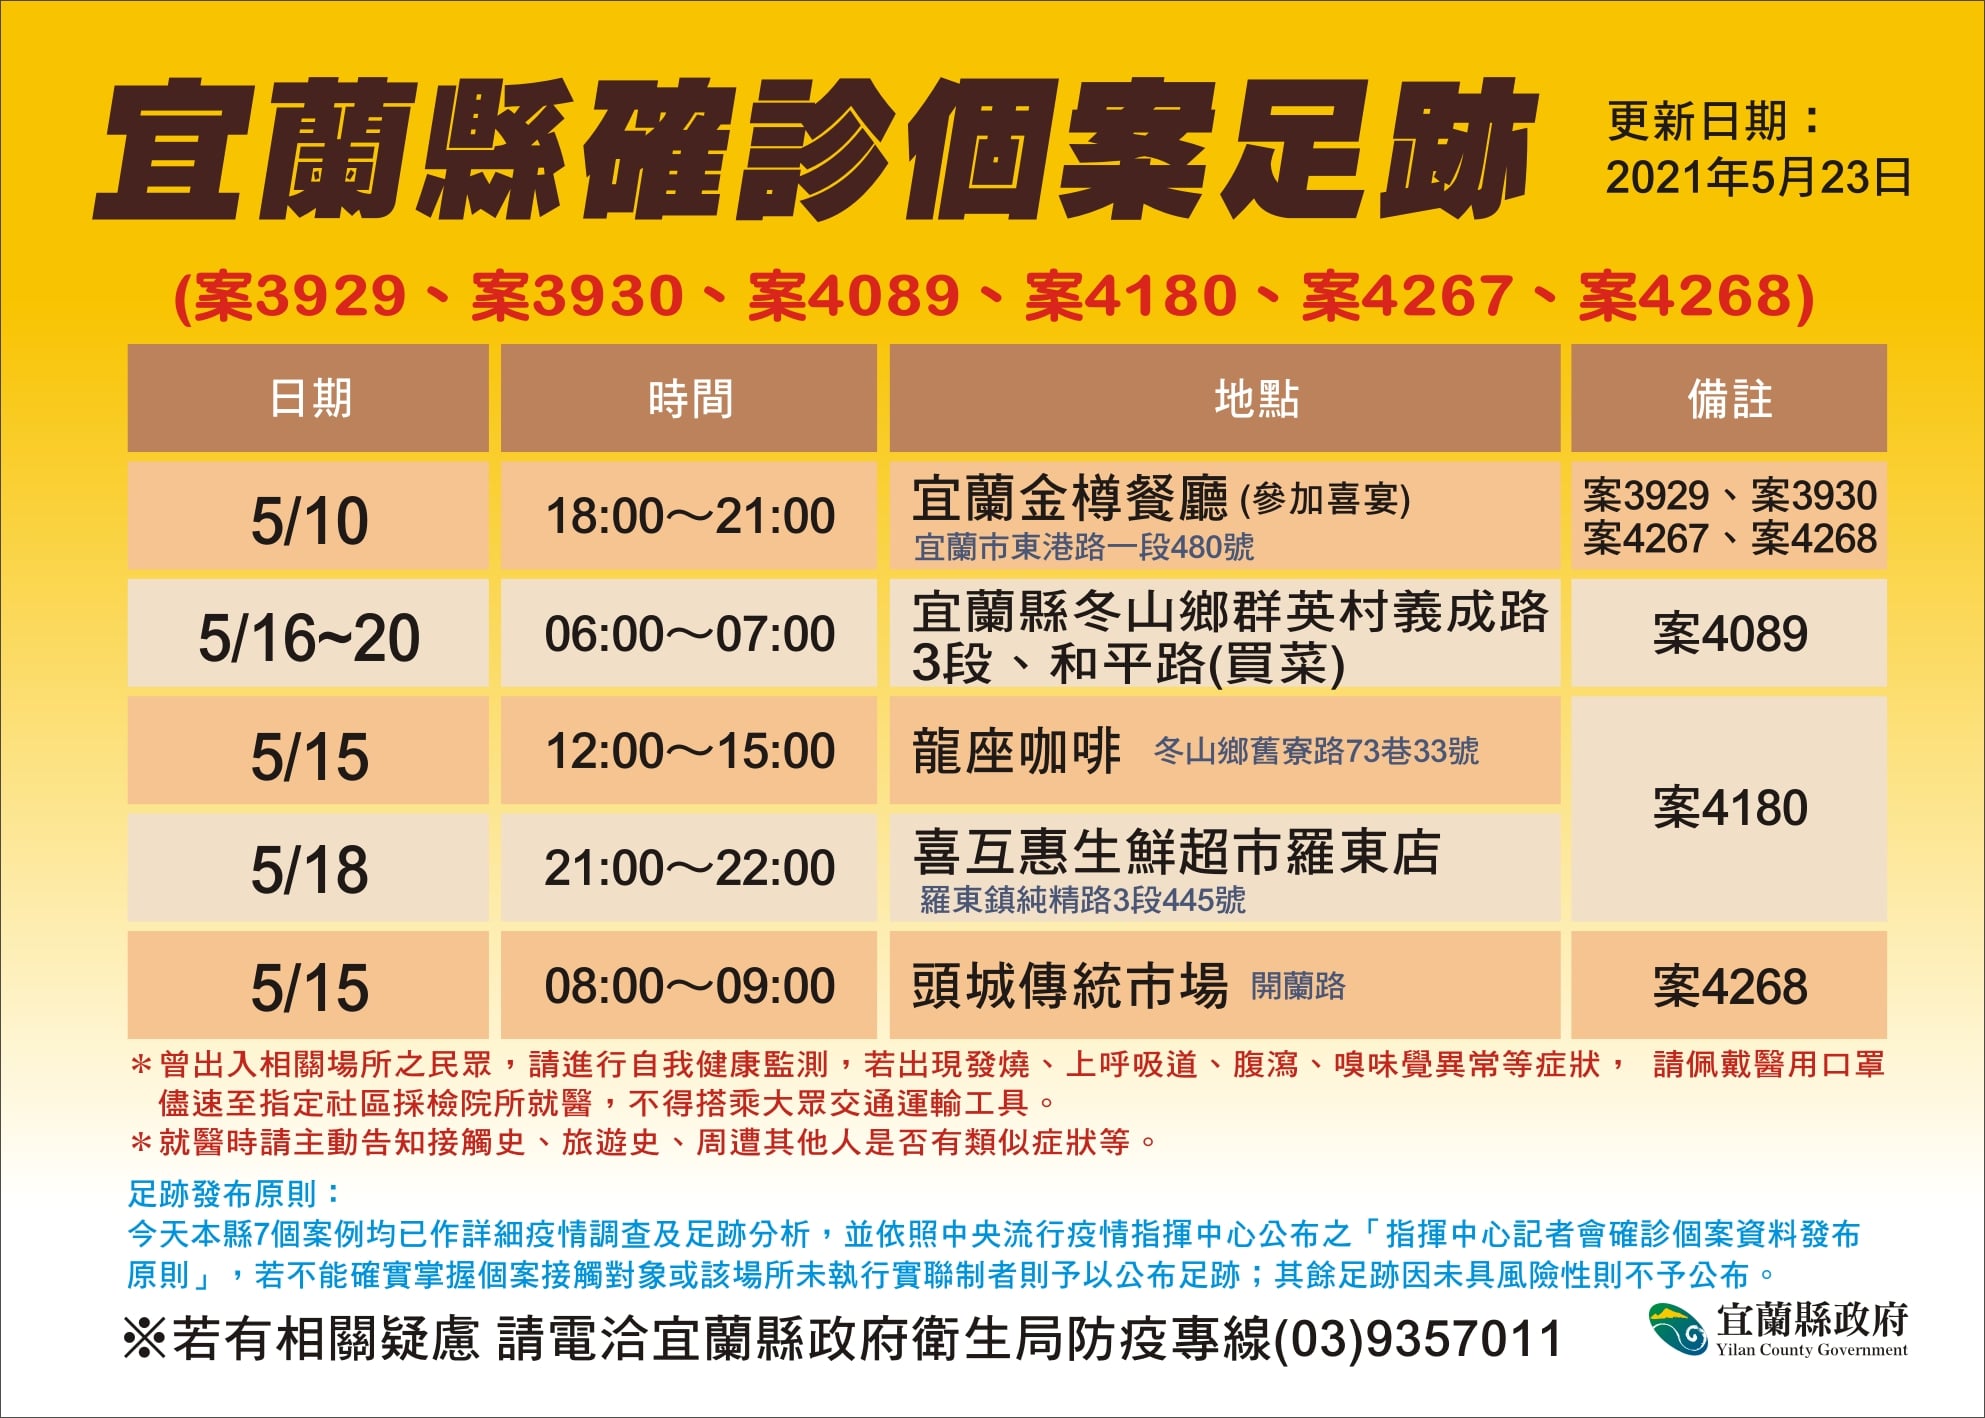 宜蘭縣確診個案足跡
更新日期：
2021年5月23日
(案3929、案3930、案4089、案4180、案4267、案4268)
日期 時間 地點 備註
5/10 18:00～21:00 宜蘭金樽餐廳(參加喜宴) 案3929、案3930
宜蘭市東港路一段480號 案4267、案4268
5/16~20 06:00～07:00 宜蘭縣冬山鄉群英村義成路 案4089
3段、和平路(買菜)
5/15 12:00～15:00 龍座咖啡 冬山鄉舊寮路73巷33號
案4180
5/18 21:00～22:00 喜互惠生鮮超市羅東店
羅東鎮純精路3段445號
5/15 08:00～09:00 頭城傳統市場 開蘭路 案4268
＊曾出入相關場所之民眾，請進行自我健康監測，若出現發燒、上呼吸道、腹瀉、嗅味覺異常等症狀， 請佩戴醫用口罩
儘速至指定社區採檢院所就醫，不得搭乘大眾交通運輸工具。
＊就醫時請主動告知接觸史、旅遊史、周遭其他人是否有類似症狀等。
足跡發布原則：
今天本縣7個案例均已作詳細疫情調查及足跡分析，並依照中央流行疫情指揮中心公布之「指揮中心記者會確診個案資料發布
原則」，若不能確實掌握個案接觸對象或該場所未執行實聯制者則予以公布足跡；其餘足跡因未具風險性則不予公布。
※若有相關疑慮 請電洽宜蘭縣政府衛生局防疫專線(03)9357011
宜蘭縣政府
Yilan County Government